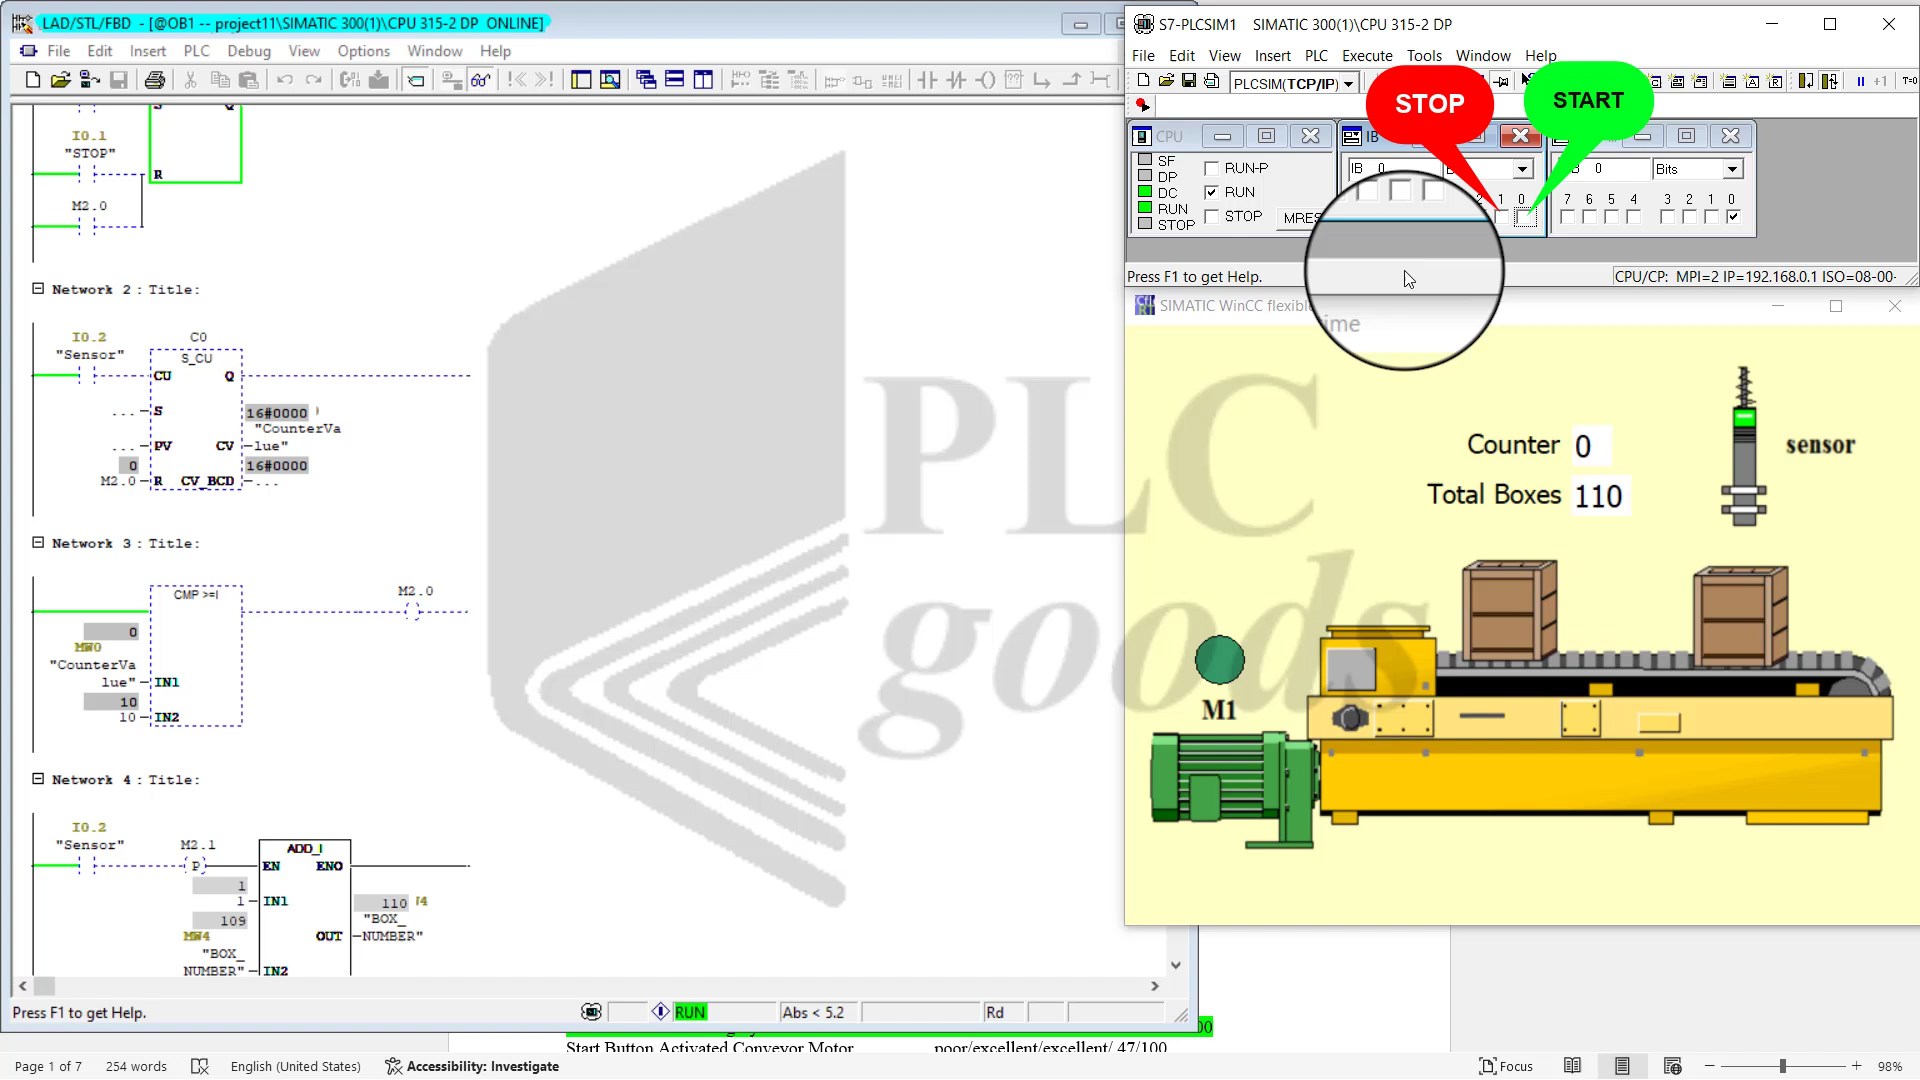 LAD/STL/FBD - [@OB1 -- project11\SIMATIC 300(1)\CPU 315-2 DP ONLINE]
File Edit Insert PLC Debug View Options Window Help
I0.1
"STOP"
R
M2.0
Network 2 : Title:
I0.2
"Sensor"
C0
S_CU
CU Q
... S 16#0000
"CounterVa
... PV CV lue"
0 16#0000
M2.0 R CV_BCD ...
Network 3 : Title:
CMP >=I
M2.0
0
MW0
"CounterVa
lue" IN1
10
10 IN2
Network 4 : Title:
I0.2
"Sensor"
M2.1
P
ADD_I
EN ENO
1
1 IN1
110
"BOX_
109
MW4
OUT NUMBER"
"BOX_
NUMBER" IN2
Press F1 to get Help.
RUN
Abs < 5.2
Rd
S7-PLCSIM1 SIMATIC 300(1)\CPU 315-2 DP
File Edit View Insert PLC Execute Tools Window Help
PLCSIM(TCP/IP)
+1
T=0
STOP
START
CPU
SF
DP
DC
RUN
STOP
RUN-P
RUN
STOP
MRES
IB
IB 0
1 0
0
Bits
7 6 5 4 3 2 1 0
Press F1 to get Help.
CPU/CP: MPI=2 IP=192.168.0.1 ISO=08-00-
SIMATIC WinCC flexible
ime
Counter 0
Total Boxes 110
sensor
M1
PLC
goods
Start Button Activated Conveyor Motor poor/excellent/excellent/ 47/100
Page 1 of 7 254 words English (United States) Accessibility: Investigate
Focus
98%